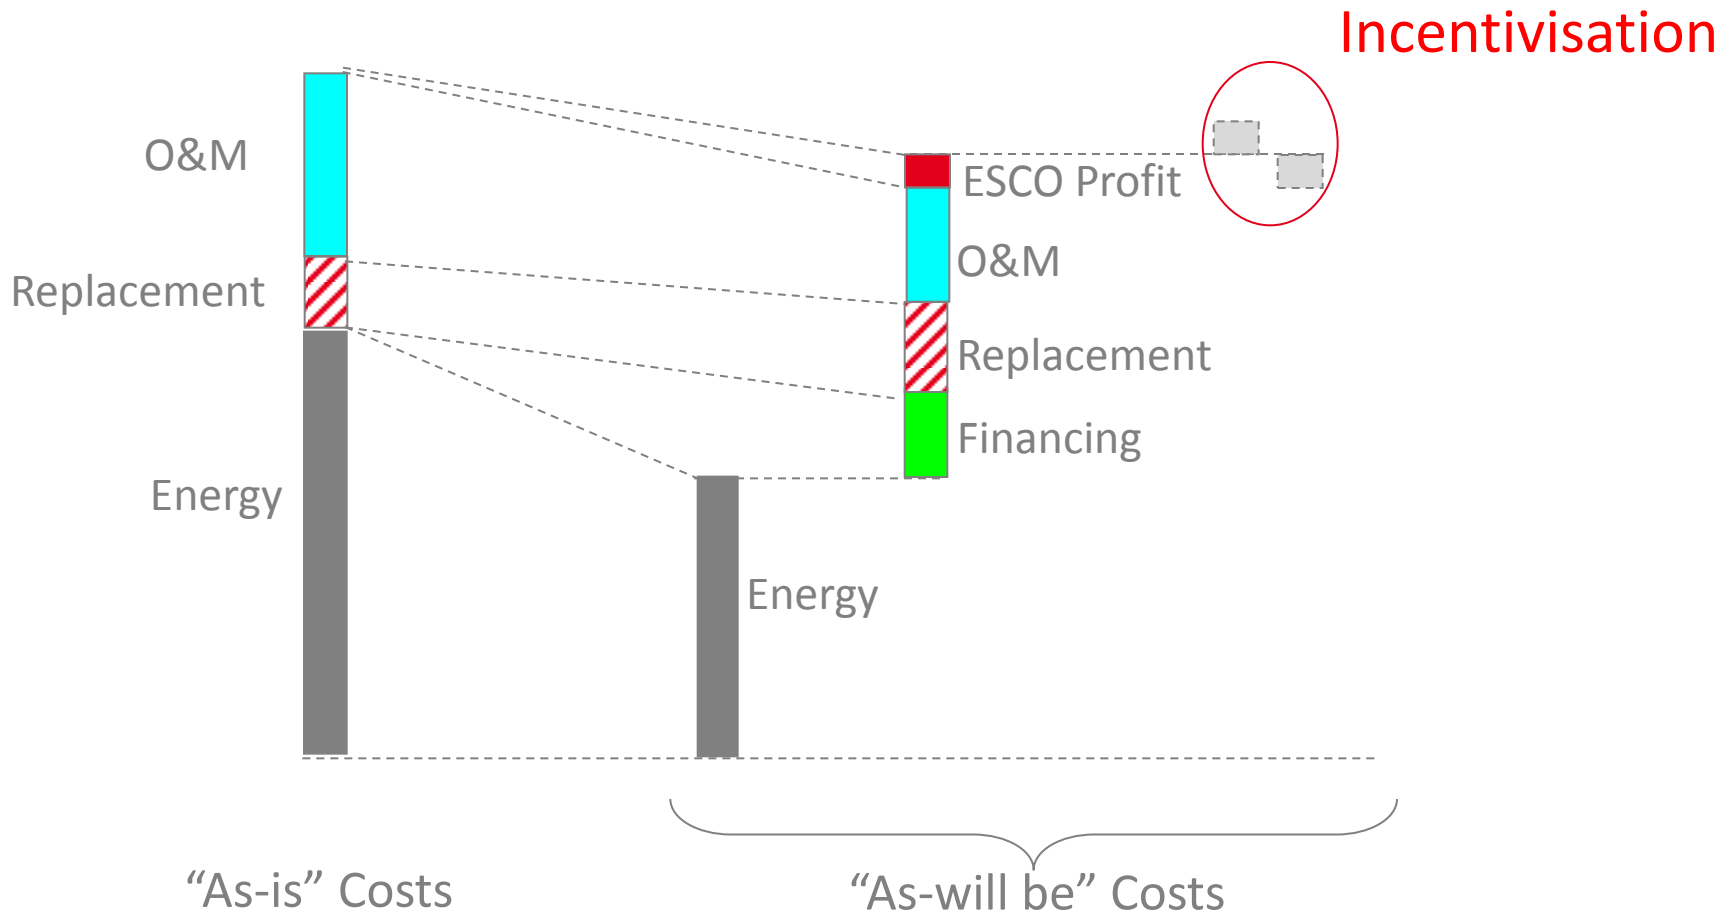 Incentivisation
O&M
ESCO Profit
O&M
Replacement
Replacement
Financing
Energy
Energy
“As-is” Costs
“As-will be” Costs